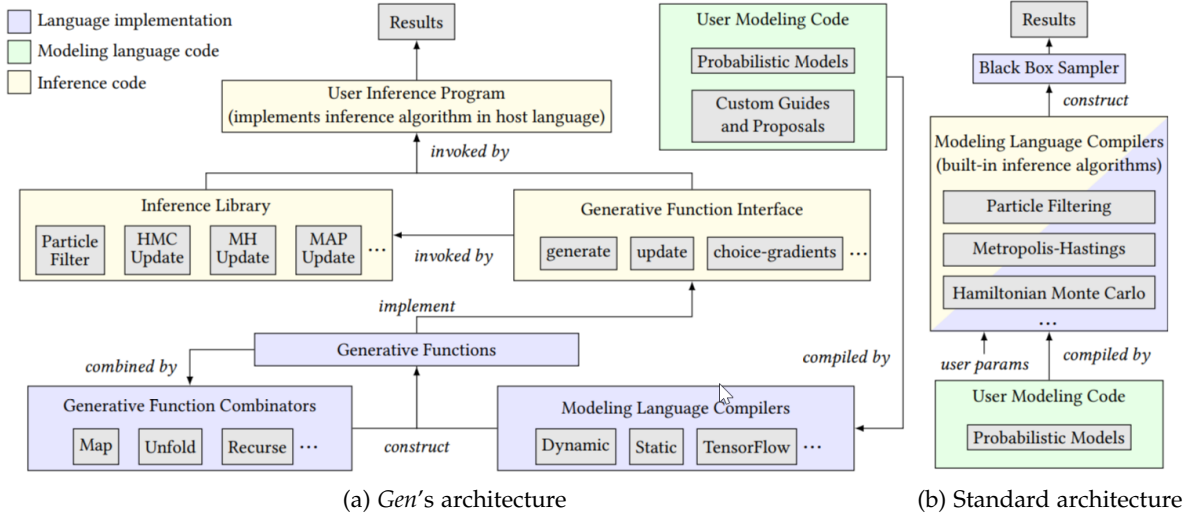 Language implementation
Modeling language code
Inference code
Results
User Inference Program
(implements inference algorithm in host language)
invoked by
Inference Library
Particle
Filter
HMC
Update
MH
Update
MAP
Update
...
Generative Function Interface
generate
update
choice-gradients
...
invoked by
implement
Generative Functions
combined by
Generative Function Combinators
Map
Unfold
Recurse
...
construct
Modeling Language Compilers
Dynamic
Static
TensorFlow
...
User Modeling Code
Probabilistic Models
Custom Guides
and Proposals
compiled by
(a) Gen's architecture
Results
Black Box Sampler
construct
Modeling Language Compilers
(built-in inference algorithms)
Particle Filtering
Metropolis-Hastings
Hamiltonian Monte Carlo
...
user params
compiled by
User Modeling Code
Probabilistic Models
(b) Standard architecture